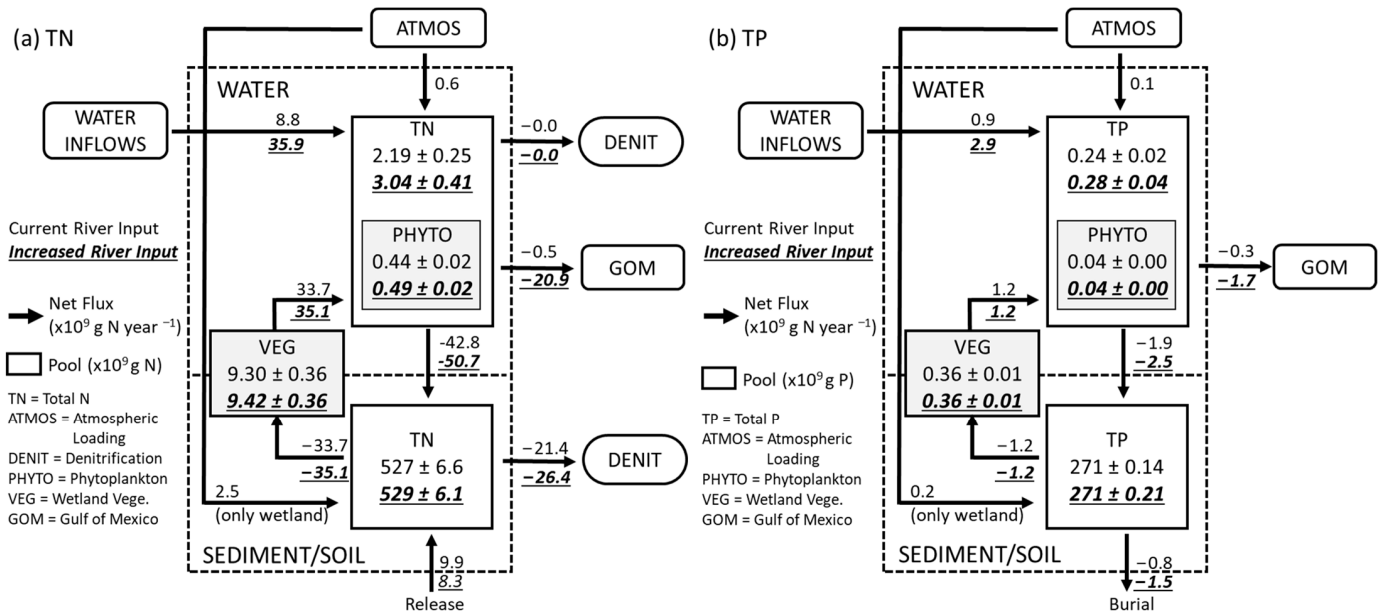 (a) TN
ATMOS
0.6
WATER
WATER
INFLOWS
8.8
35.9
TN
2.19 ± 0.25
3.04 ± 0.41
−0.0
−0.0
DENIT
Current River Input
Increased River Input
PHYTO
0.44 ± 0.02
0.49 ± 0.02
−0.5
−20.9
GOM
Net Flux
(x10⁹ g N year ⁻¹)
33.7
35.1
Pool (x10⁹ g N)
VEG
9.30 ± 0.36
9.42 ± 0.36
-42.8
-50.7
TN = Total N
ATMOS = Atmospheric
Loading
DENIT = Denitrification
PHYTO = Phytoplankton
VEG = Wetland Vege.
GOM = Gulf of Mexico
−33.7
−35.1
TN
527 ± 6.6
529 ± 6.1
−21.4
−26.4
DENIT
2.5
(only wetland)
SEDIMENT/SOIL
9.9
8.3
Release
(b) TP
ATMOS
0.1
WATER
WATER
INFLOWS
0.9
2.9
TP
0.24 ± 0.02
0.28 ± 0.04
Current River Input
Increased River Input
PHYTO
0.04 ± 0.00
0.04 ± 0.00
−0.3
−1.7
GOM
Net Flux
(x10⁹ g N year ⁻¹)
1.2
1.2
Pool (x10⁹ g P)
VEG
0.36 ± 0.01
0.36 ± 0.01
−1.9
−2.5
TP = Total P
ATMOS = Atmospheric
Loading
PHYTO = Phytoplankton
VEG = Wetland Vege.
GOM = Gulf of Mexico
−1.2
−1.2
TP
271 ± 0.14
271 ± 0.21
0.2
(only wetland)
SEDIMENT/SOIL
−0.8
−1.5
Burial